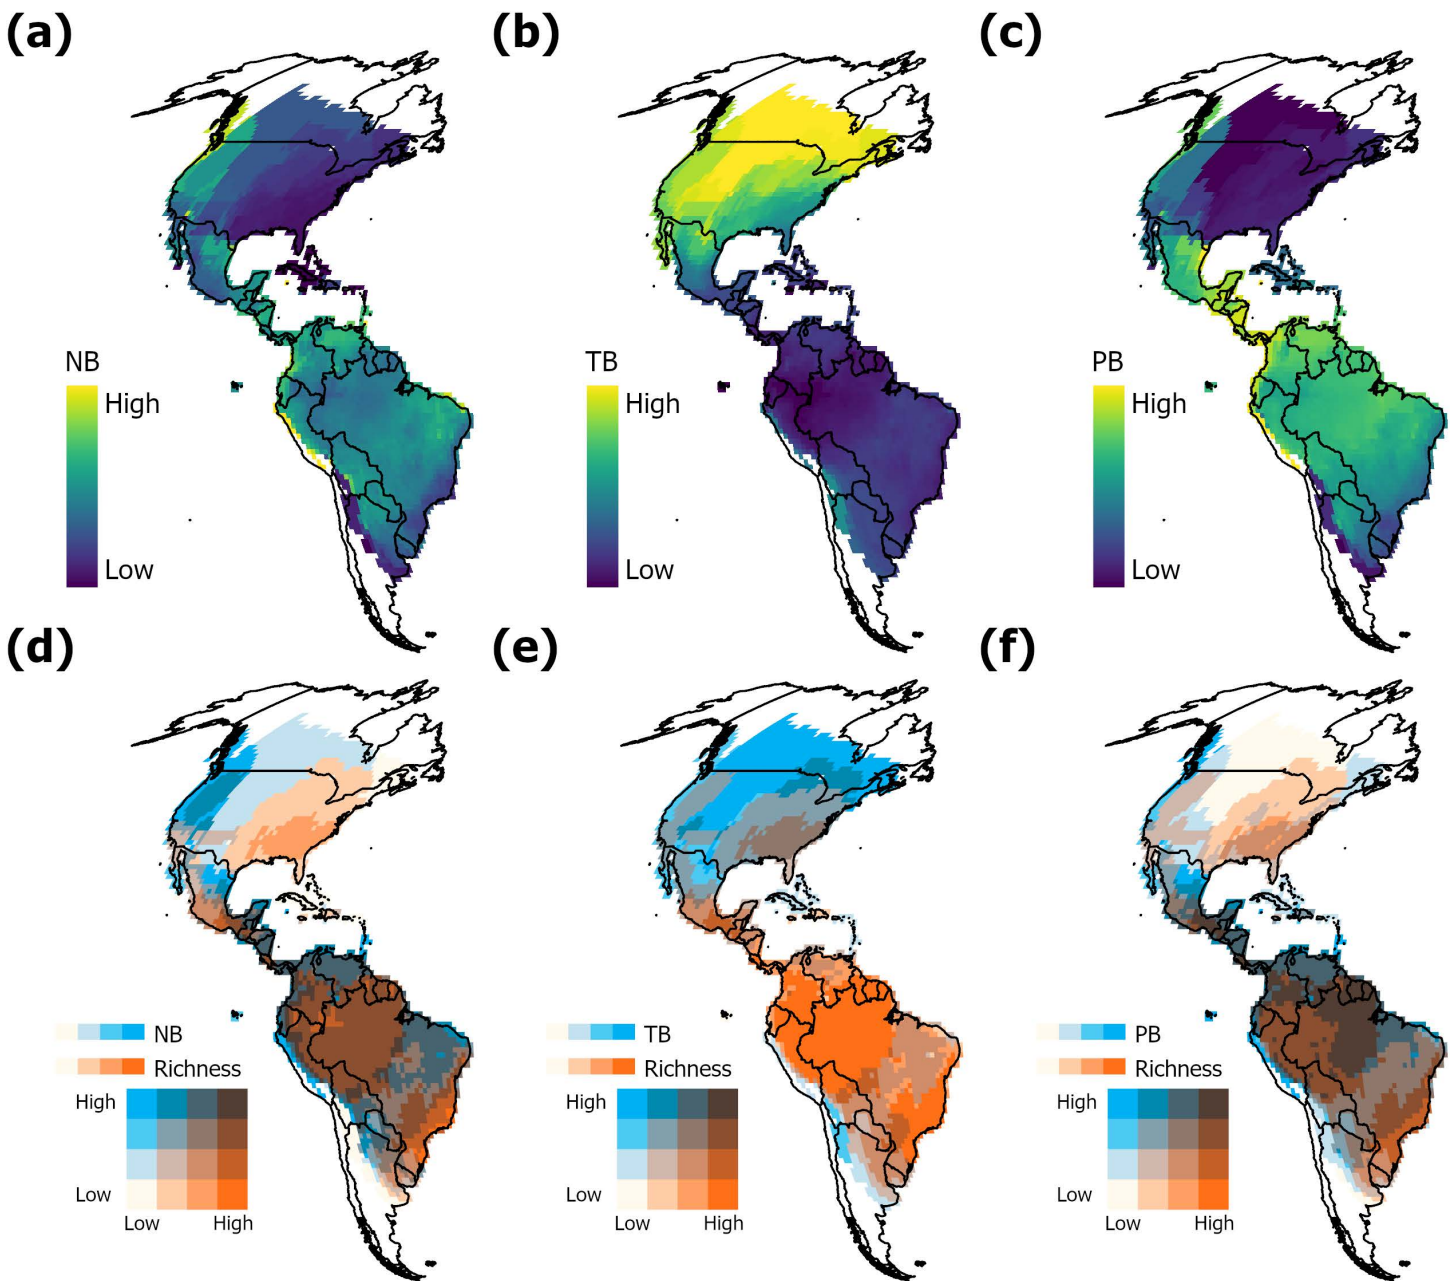 (a) (b) (c)
NB TB PB
High High High
Low Low Low
(d) (e) (f)
NB TB PB
Richness Richness Richness
High High High
Low Low Low
Low High Low High Low High